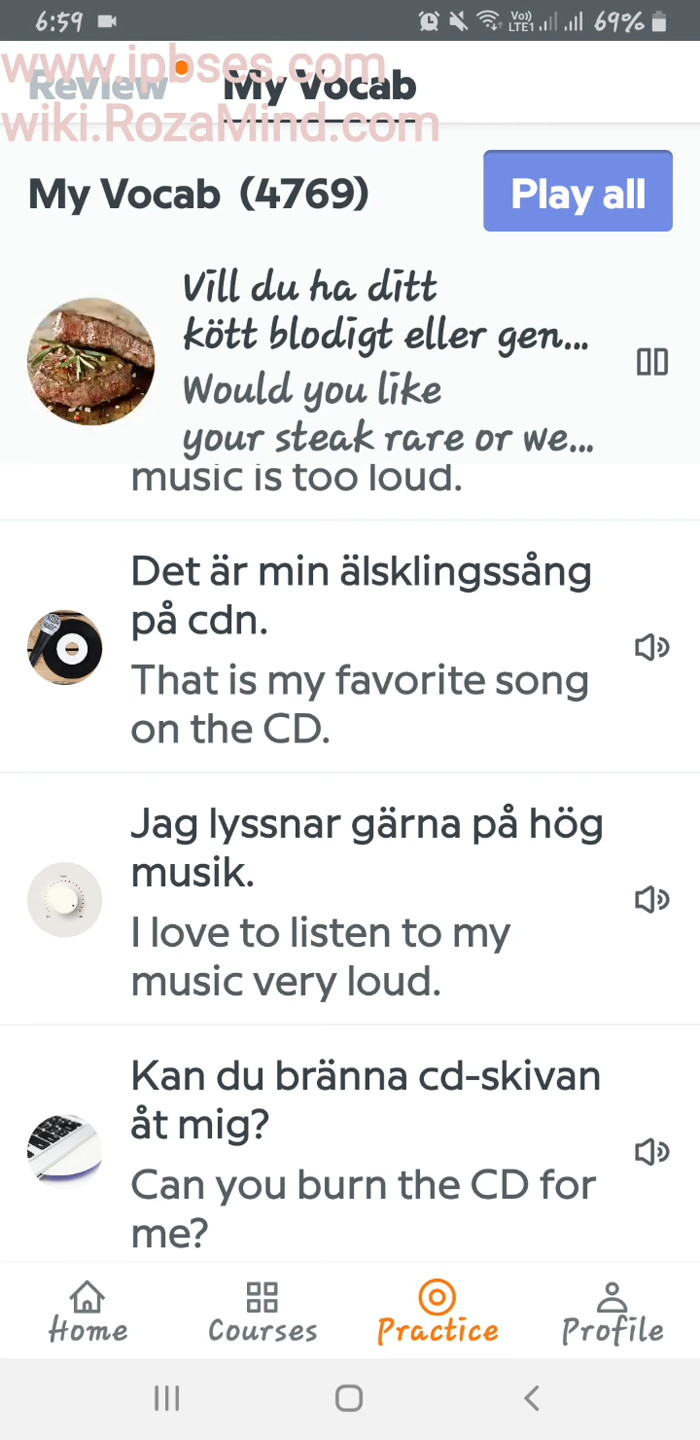 6:59
Vo)
LTE1
69%
www.ipbses.com
Review My Vocab
wiki.RozaMind.com
My Vocab (4769)
Play all
Vill du ha ditt
kött blodigt eller gen...
Would you like
your steak rare or we...
music is too loud.
Det är min älsklingssång
på cdn.
That is my favorite song
on the CD.
Jag lyssnar gärna på hög
musik.
I love to listen to my
music very loud.
Kan du bränna cd-skivan
åt mig?
Can you burn the CD for
me?
Home Courses Practice Profile